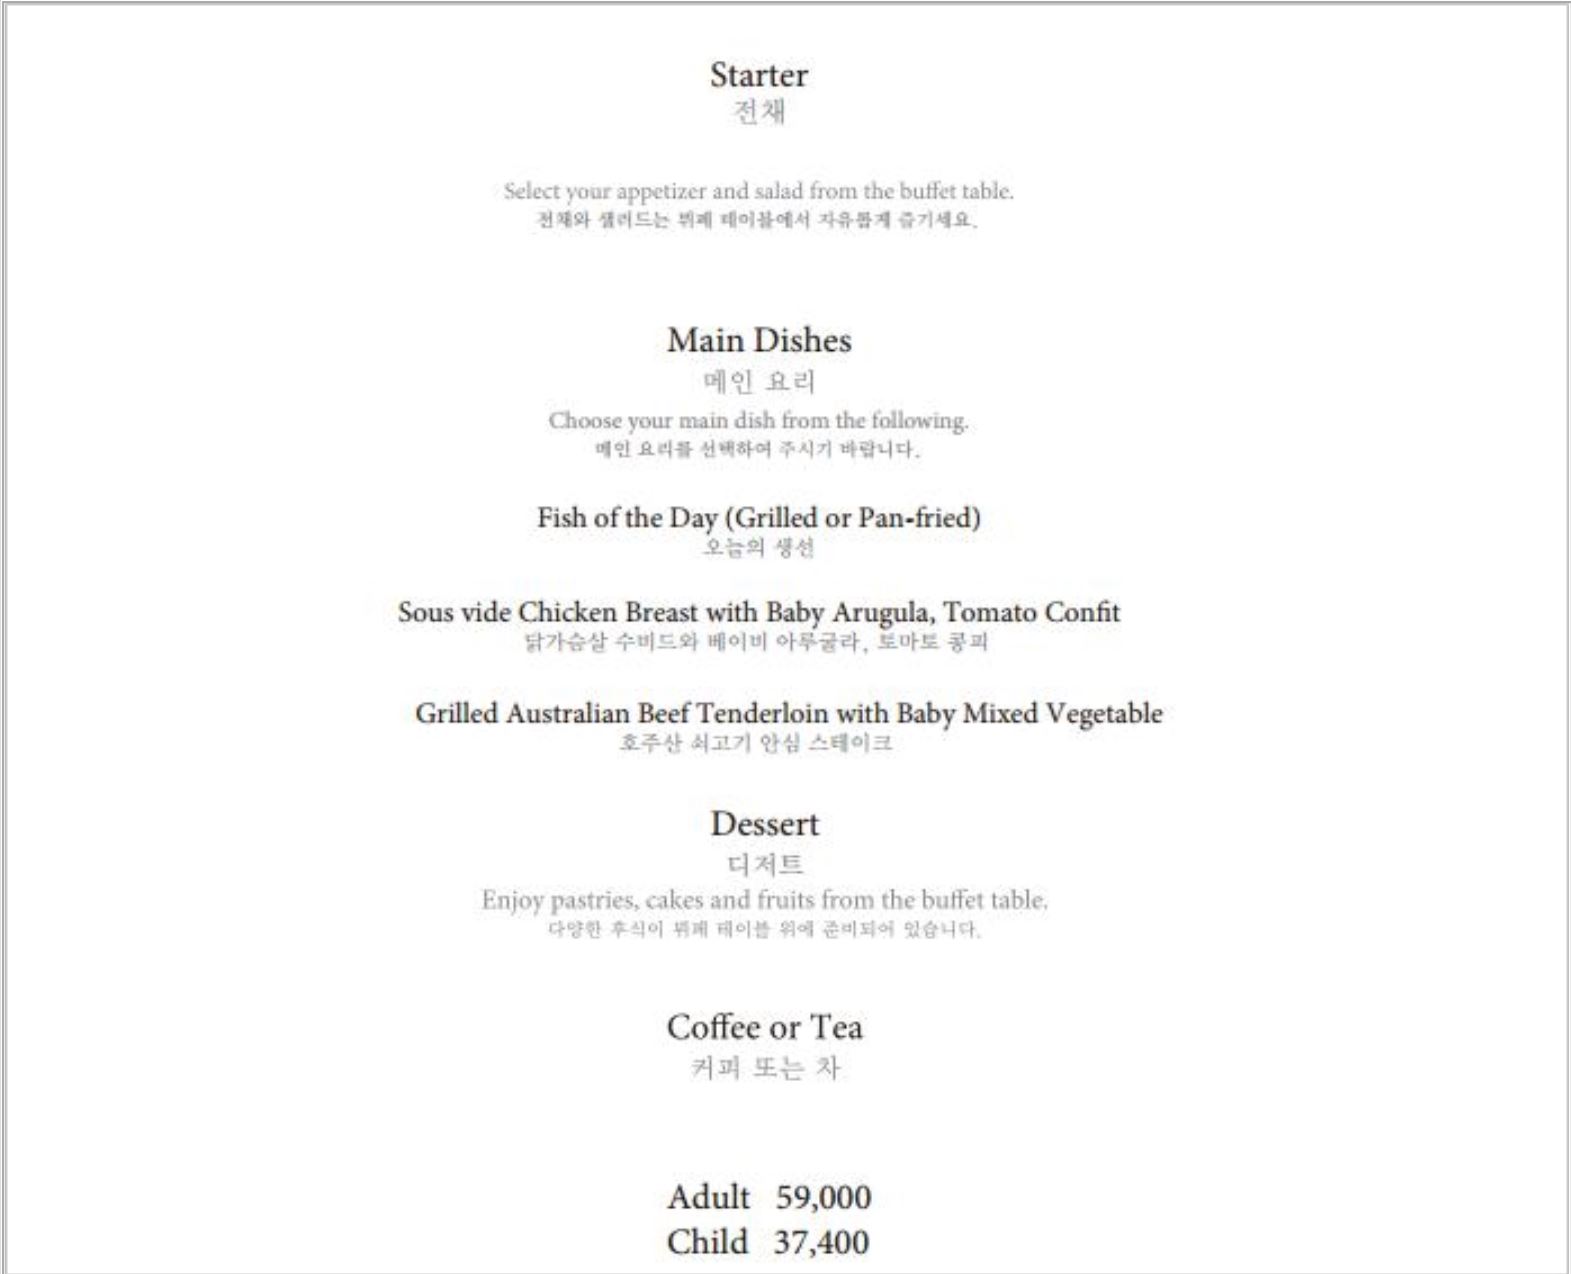 Starter
전채
Select your appetizer and salad from the buffet table.
전채와 샐러드는 뷔페 테이블에서 자유롭게 즐기세요.
Main Dishes
메인 요리
Choose your main dish from the following.
메인 요리를 선택하여 주시기 바랍니다.
Fish of the Day (Grilled or Pan-fried)
오늘의 생선
Sous vide Chicken Breast with Baby Arugula, Tomato Confit
닭가슴살 수비드와 베이비 아루굴라, 토마토 콩피
Grilled Australian Beef Tenderloin with Baby Mixed Vegetable
호주산 쇠고기 안심 스테이크
Dessert
디저트
Enjoy pastries, cakes and fruits from the buffet table.
다양한 후식이 뷔페 테이블 위에 준비되어 있습니다.
Coffee or Tea
커피 또는 차
Adult 59,000
Child 37,400